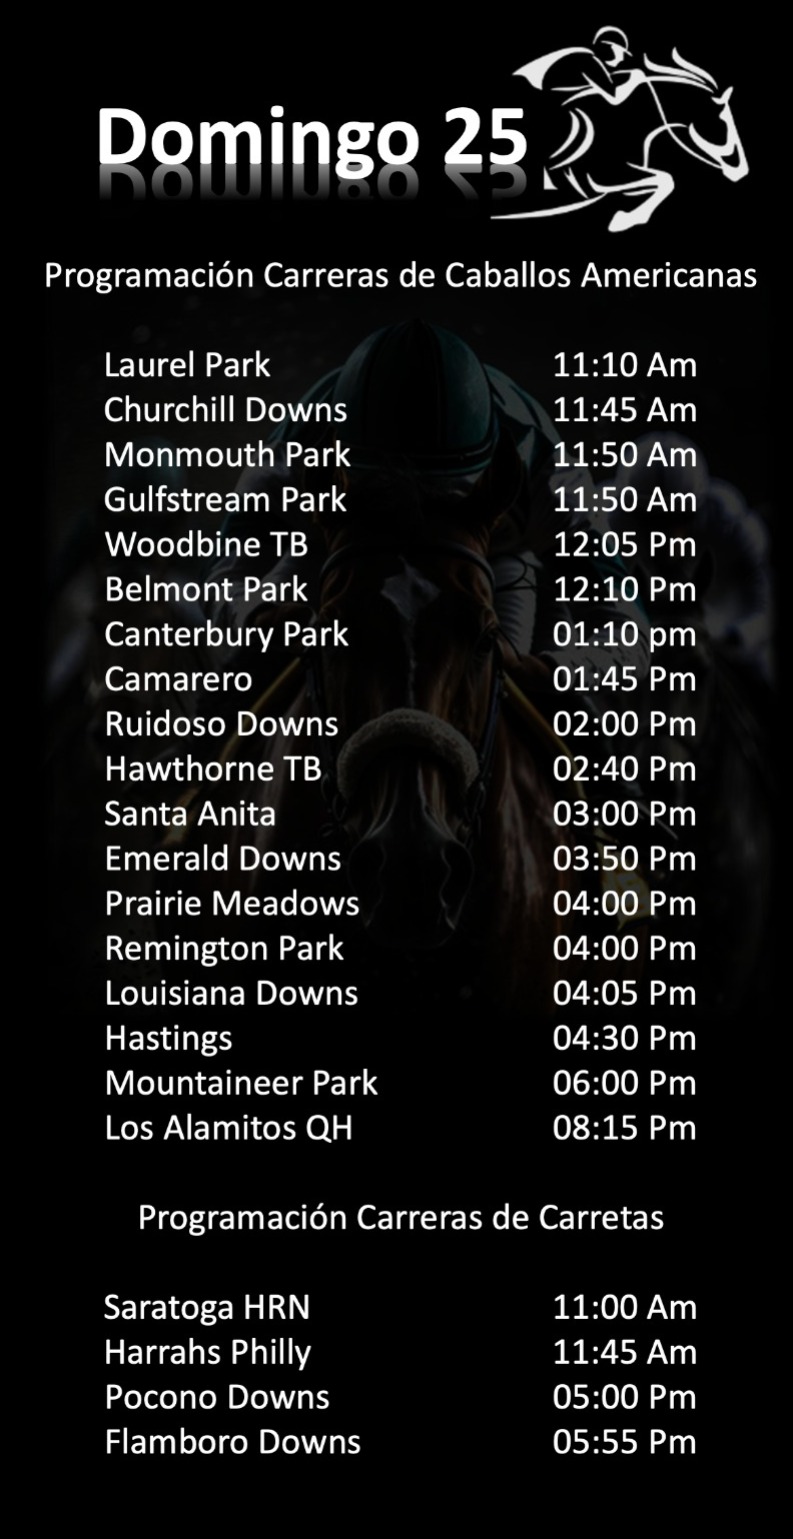 Domingo 25
Programación Carreras de Caballos Americanas
Laurel Park 11:10 Am
Churchill Downs 11:45 Am
Monmouth Park 11:50 Am
Gulfstream Park 11:50 Am
Woodbine TB 12:05 Pm
Belmont Park 12:10 Pm
Canterbury Park 01:10 pm
Camarero 01:45 Pm
Ruidoso Downs 02:00 Pm
Hawthorne TB 02:40 Pm
Santa Anita 03:00 Pm
Emerald Downs 03:50 Pm
Prairie Meadows 04:00 Pm
Remington Park 04:00 Pm
Louisiana Downs 04:05 Pm
Hastings 04:30 Pm
Mountaineer Park 06:00 Pm
Los Alamitos QH 08:15 Pm
Programación Carreras de Carretas
Saratoga HRN 11:00 Am
Harrahs Philly 11:45 Am
Pocono Downs 05:00 Pm
Flamboro Downs 05:55 Pm